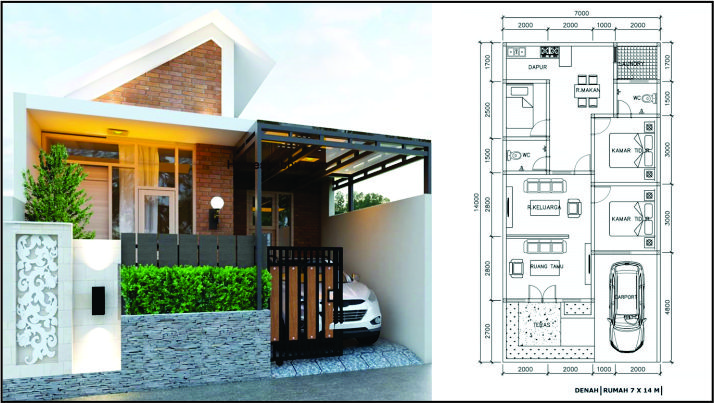 7000
2000 2000 1000 2000
1700
DAPUR
LAUNDRY
1700
2500
R.MAKAN
WC
1500
1500
WC
KAMAR TIDUR
3000
14000
2800
R.KELUARGA
KAMAR TIDUR
3000
2800
RUANG TAMU
CARPORT
4800
2700
TERAS
2000 2000 1000 2000
DENAH | RUMAH 7 X 14 M |